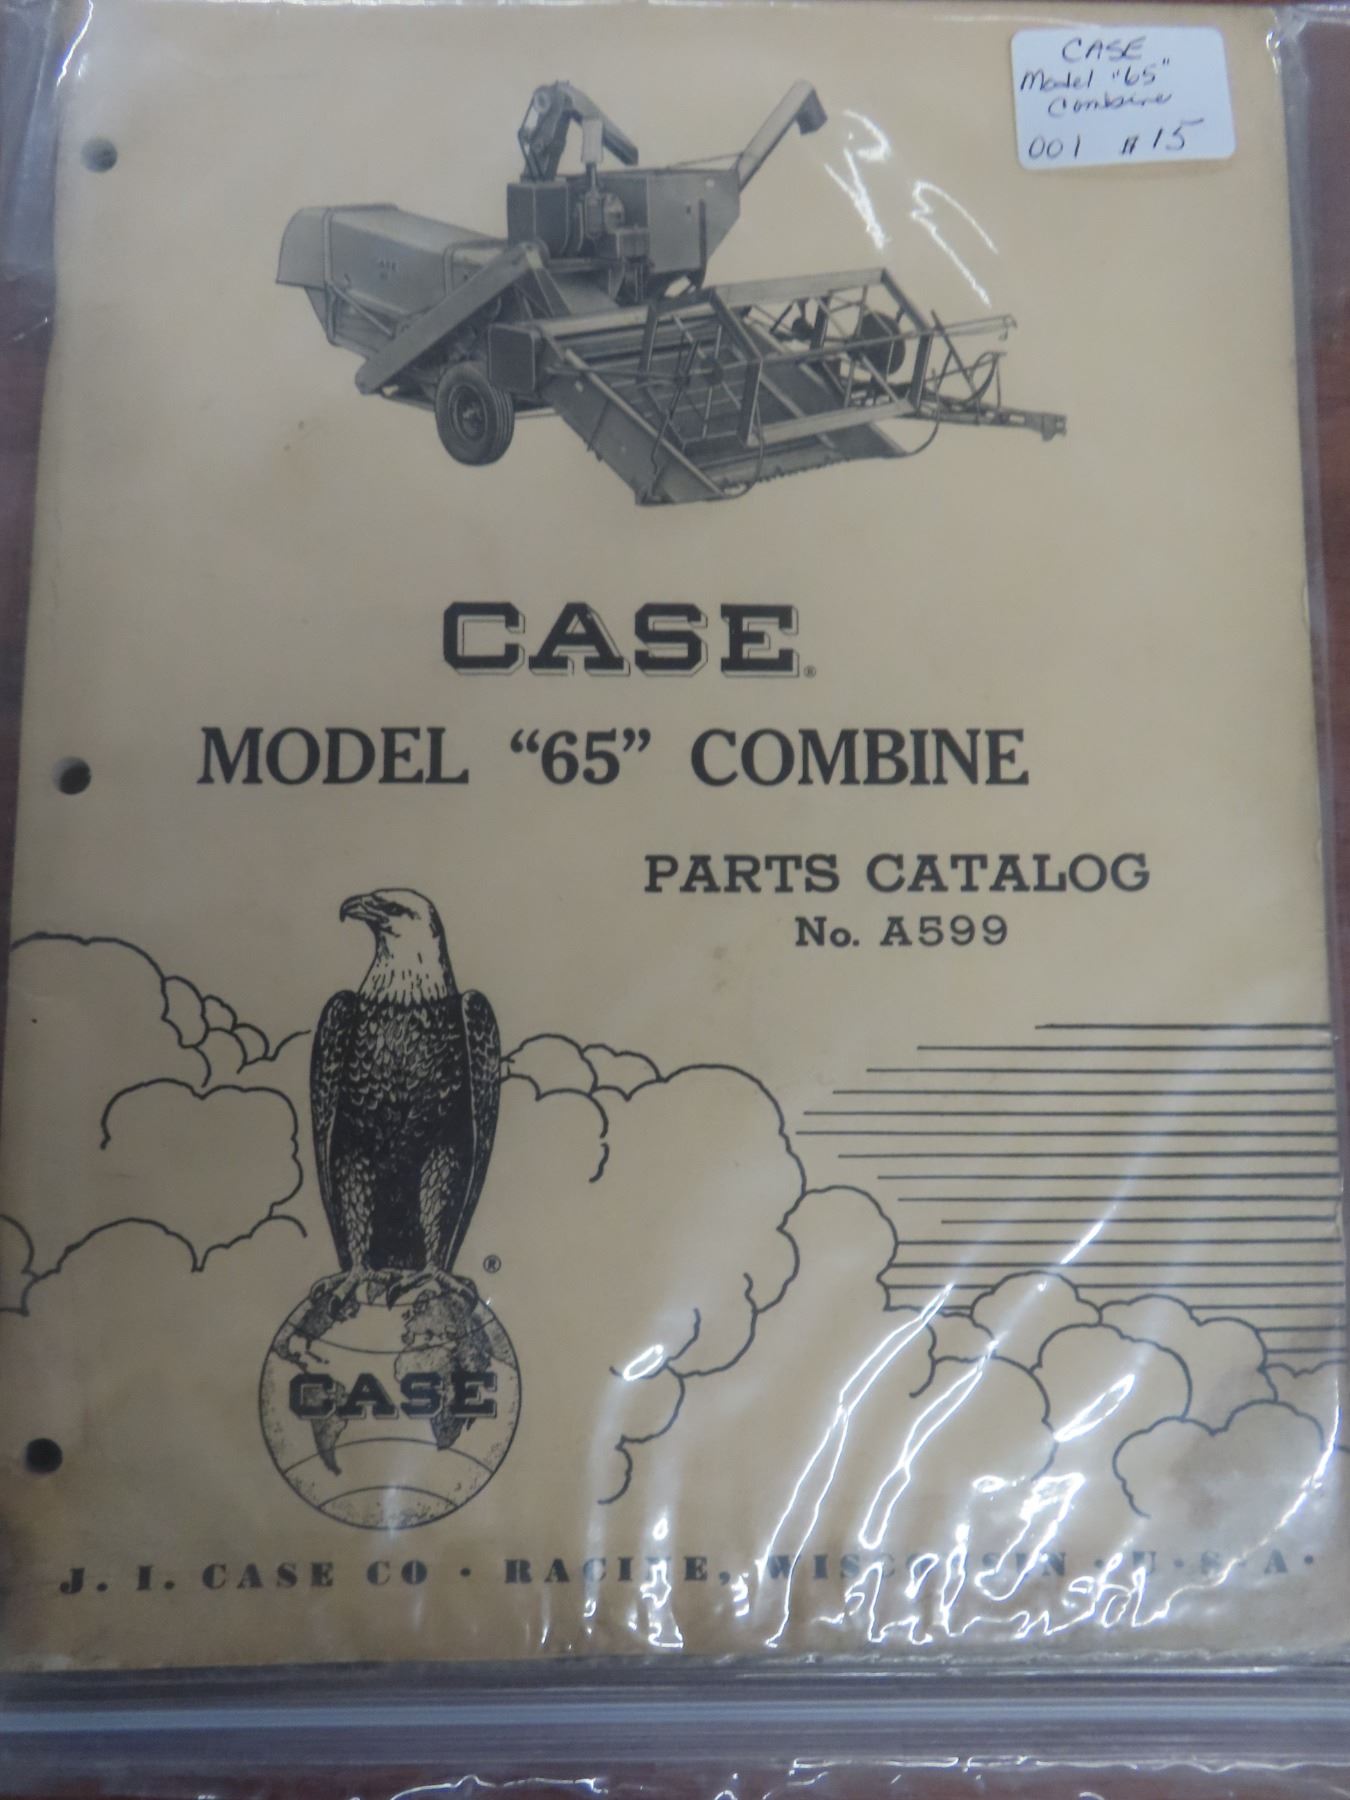 CASE
Model "65"
Combine
001 #15
CASE®
MODEL “65” COMBINE
PARTS CATALOG
No. A599
®
CASE
J. I. CASE CO · RACINE, WISCONSIN · U · S · A ·